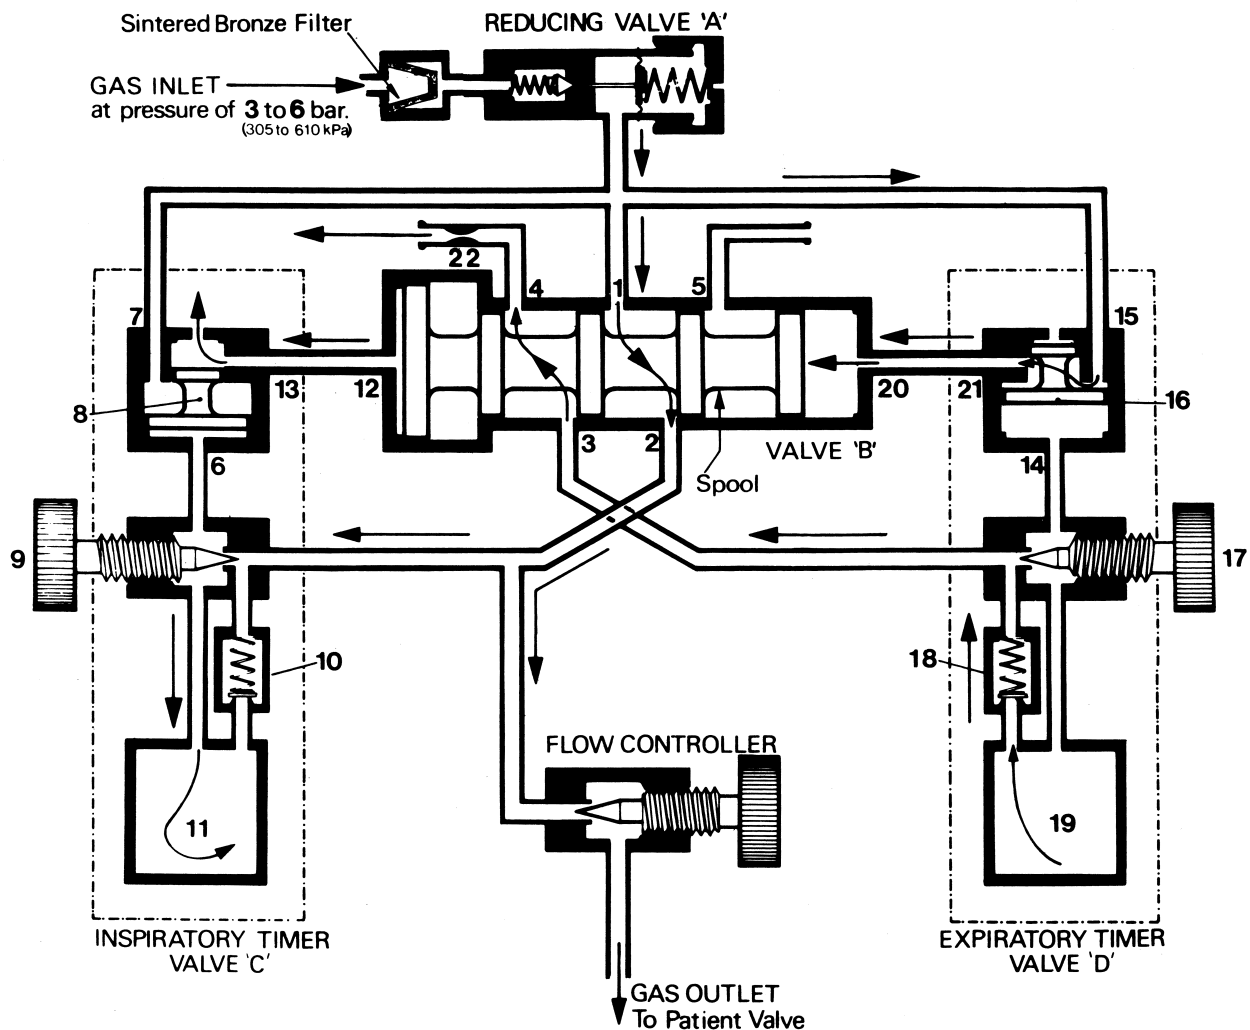 Sintered Bronze Filter
REDUCING VALVE 'A'
GAS INLET
at pressure of 3 to 6 bar.
(305 to 610 kPa)
22
4
1
5
7
15
13
12
20
21
8
16
3
2
VALVE 'B'
6
14
Spool
9
17
10
18
FLOW CONTROLLER
11
19
INSPIRATORY TIMER
VALVE 'C'
EXPIRATORY TIMER
VALVE 'D'
GAS OUTLET
To Patient Valve